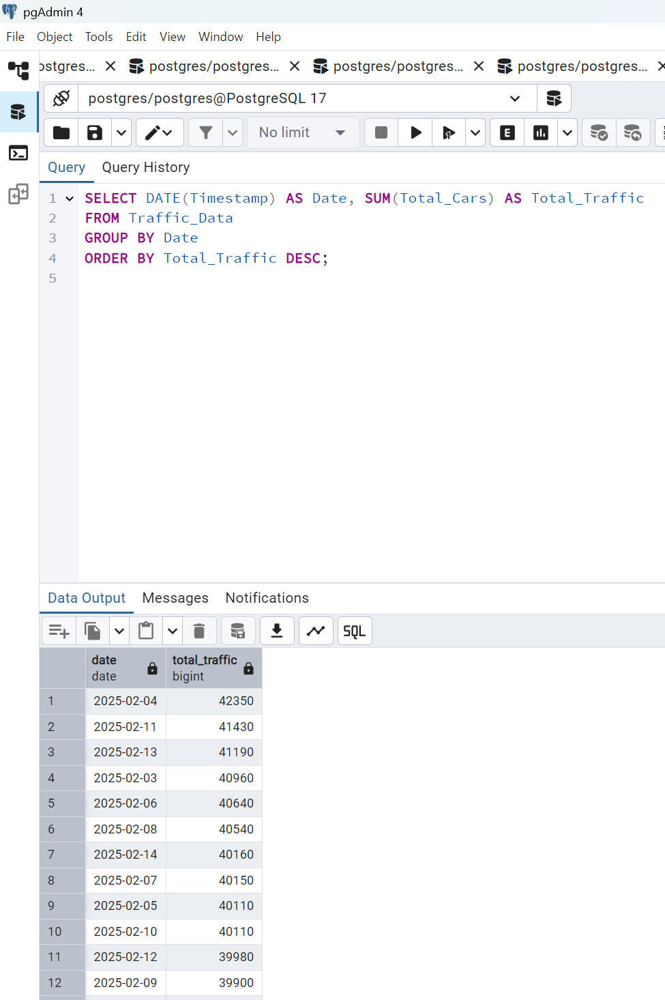 pgAdmin 4
File Object Tools Edit View Window Help
ostgres... postgres/postgres... postgres/postgres... postgres/postgres...
postgres/postgres@PostgreSQL 17
No limit E
Query Query History
1 SELECT DATE(Timestamp) AS Date, SUM(Total_Cars) AS Total_Traffic
2 FROM Traffic_Data
3 GROUP BY Date
4 ORDER BY Total_Traffic DESC;
5
Data Output Messages Notifications
SQL
date total_traffic
date bigint
1 2025-02-04 42350
2 2025-02-11 41430
3 2025-02-13 41190
4 2025-02-03 40960
5 2025-02-06 40640
6 2025-02-08 40540
7 2025-02-14 40160
8 2025-02-07 40150
9 2025-02-05 40110
10 2025-02-10 40110
11 2025-02-12 39980
12 2025-02-09 39900